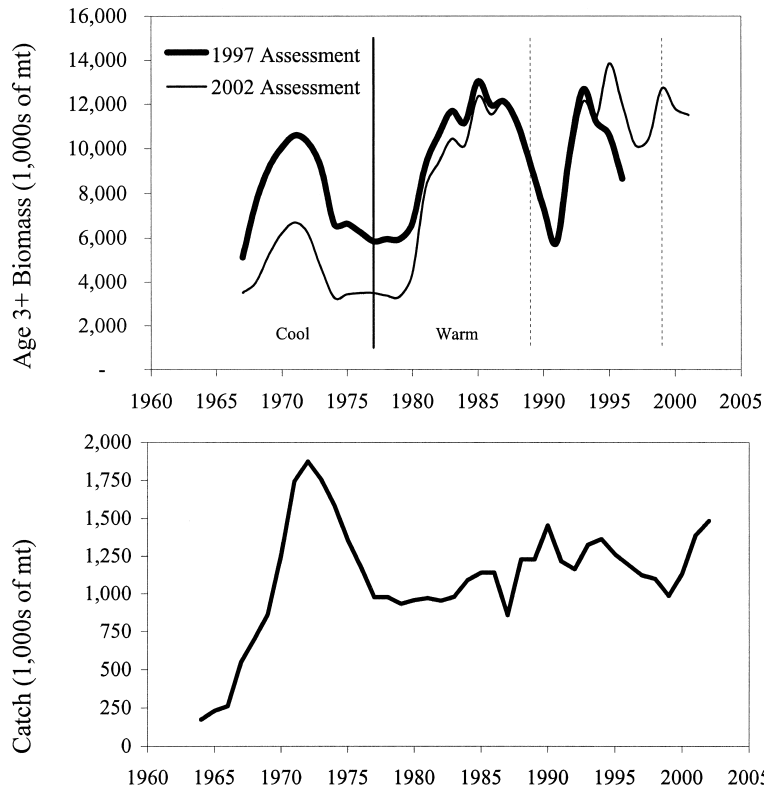 16,000
14,000
12,000
10,000
8,000
6,000
4,000
2,000
-
Age 3+ Biomass (1,000s of mt)
1997 Assessment
2002 Assessment
Cool
Warm
1960 1965 1970 1975 1980 1985 1990 1995 2000 2005
2,000
1,750
1,500
1,250
1,000
750
500
250
0
Catch (1,000s of mt)
1960 1965 1970 1975 1980 1985 1990 1995 2000 2005